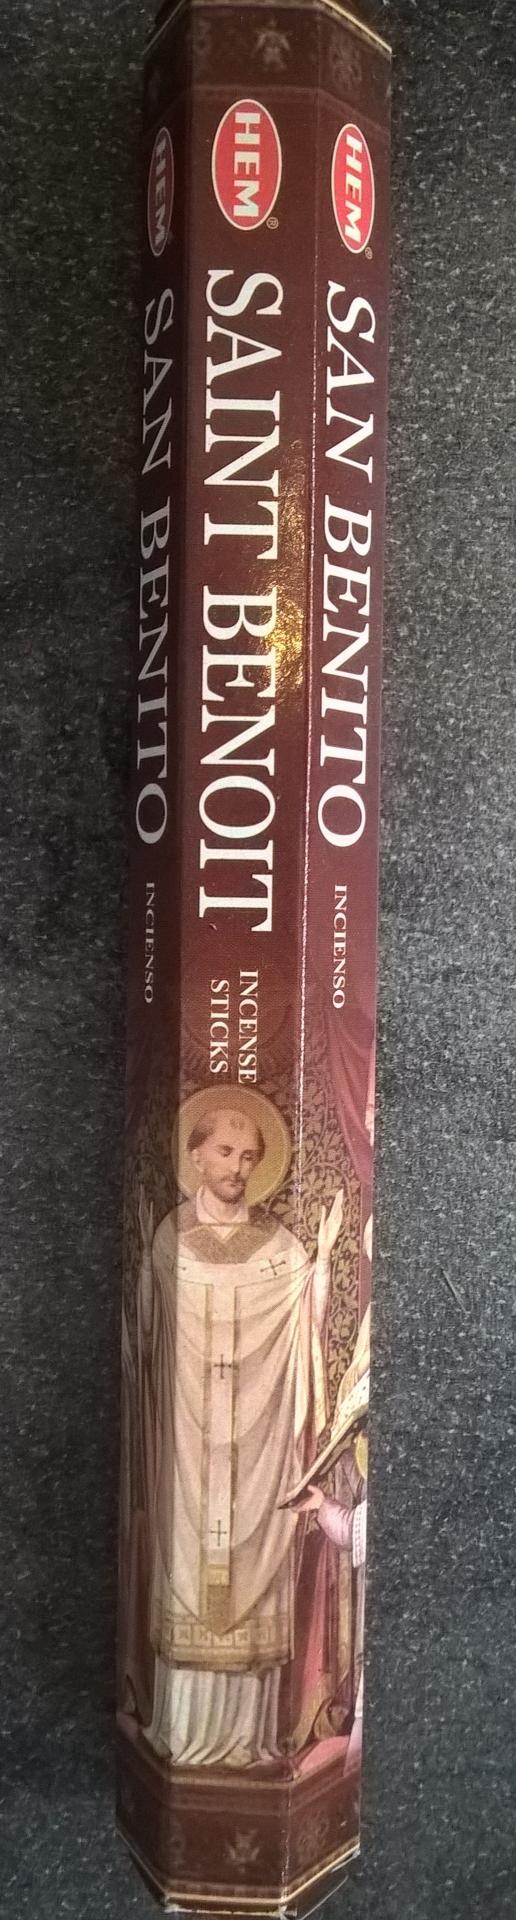 HEM
SAN BENITO
INCIENSO
HEM®
SAINT BENOIT
INCENSE
STICKS
HEM®
SAN BENITO
INCIENSO